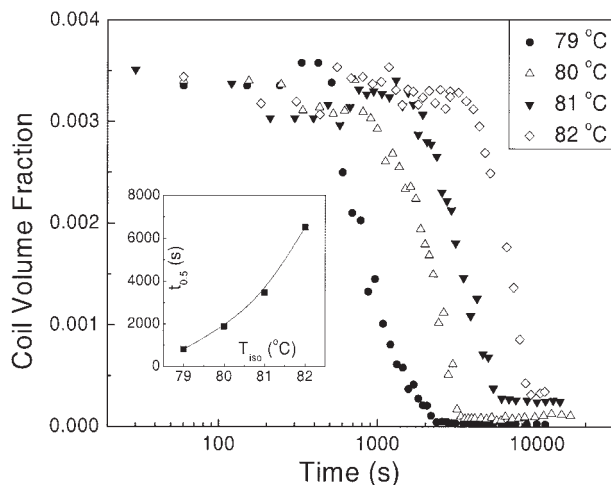 0.004
0.003
0.002
0.001
0.000
Coil Volume Fraction
100
1000
10000
Time (s)
79 °C
80 °C
81 °C
82 °C
8000
6000
4000
2000
0
t0.5 (s)
Tiso (°C)
79
80
81
82